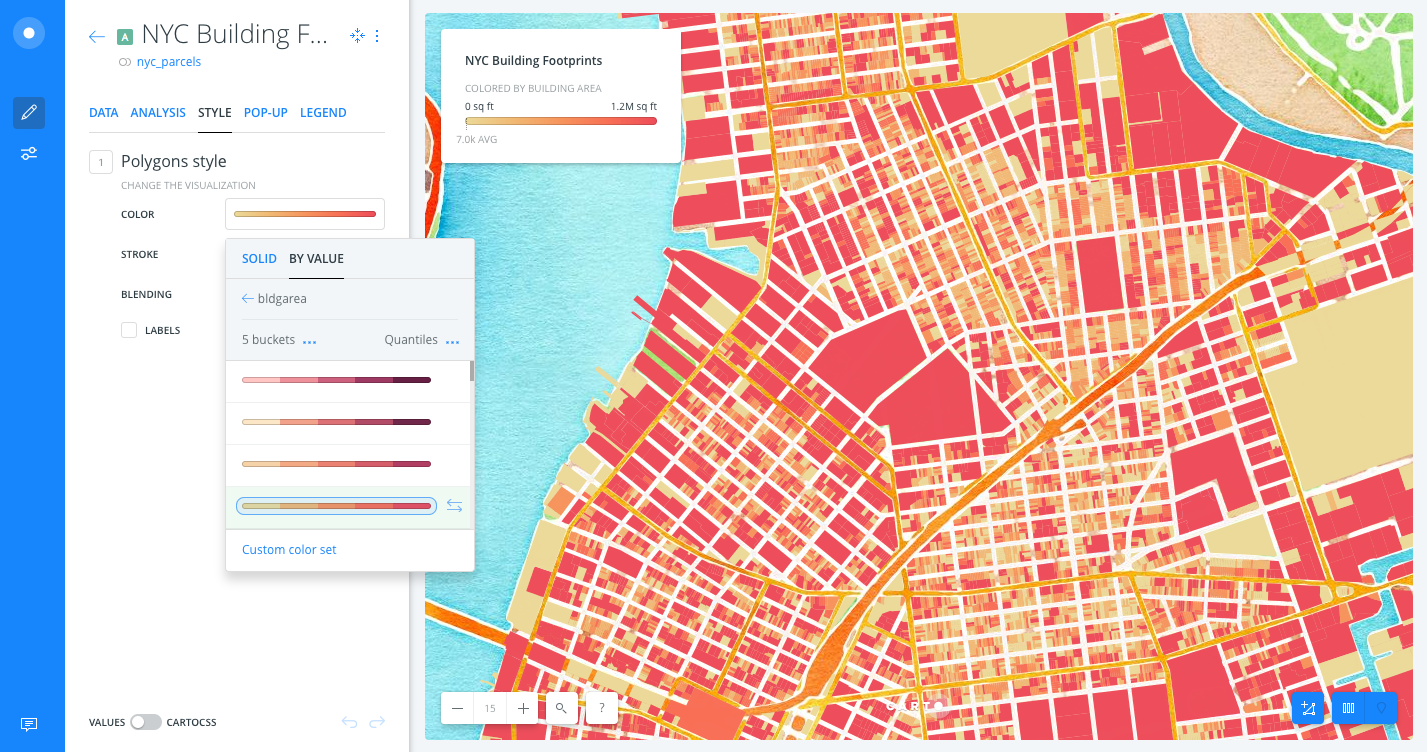 A NYC Building F...
nyc_parcels
DATA ANALYSIS STYLE POP-UP LEGEND
1 Polygons style
CHANGE THE VISUALIZATION
COLOR
STROKE
BLENDING
LABELS
SOLID BY VALUE
bldgarea
5 buckets ... Quantiles ...
Custom color set
VALUES CARTOCSS
NYC Building Footprints
COLORED BY BUILDING AREA
0 sq ft 1.2M sq ft
7.0k AVG
15
?
CARTO